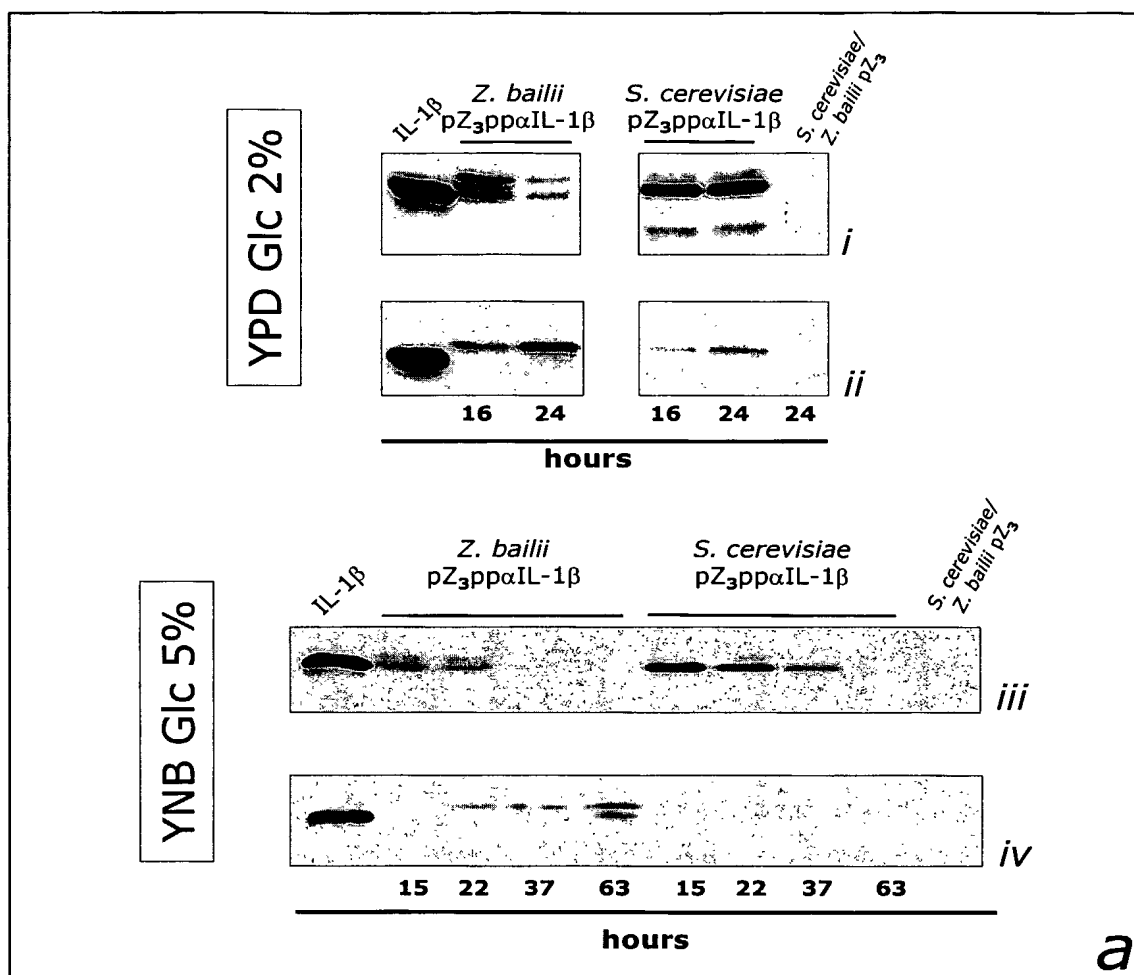 YPD Glc 2%
IL-1β
Z. bailii
pZ₃ppαIL-1β
S. cerevisiae
pZ₃ppαIL-1β
S. cerevisiae/
Z. bailii pZ₃
i
ii
16 24 16 24 24
hours
YNB Glc 5%
IL-1β
Z. bailii
pZ₃ppαIL-1β
S. cerevisiae
pZ₃ppαIL-1β
S. cerevisiae/
Z. bailii pZ₃
iii
iv
15 22 37 63 15 22 37 63
hours
a